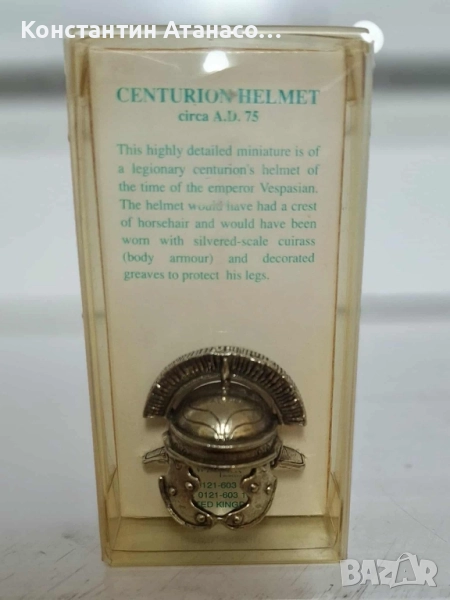 Константин Атанасо...
CENTURION HELMET
circa A.D. 75
This highly detailed miniature is of
a legionary centurion's helmet of
the time of the emperor Vespasian.
The helmet would have had a crest
of horsehair and would have been
worn with silvered-scale cuirass
(body armour) and decorated
greaves to protect his legs.
0121-603
0121-603
BAZAR